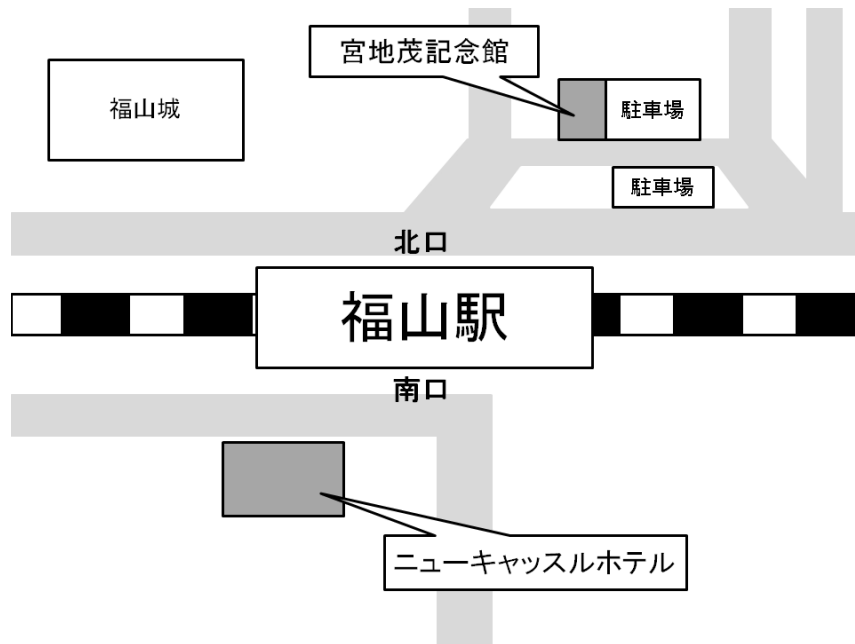 宮地茂記念館
福山城
駐車場
駐車場
北口
福山駅
南口
ニューキャッスルホテル